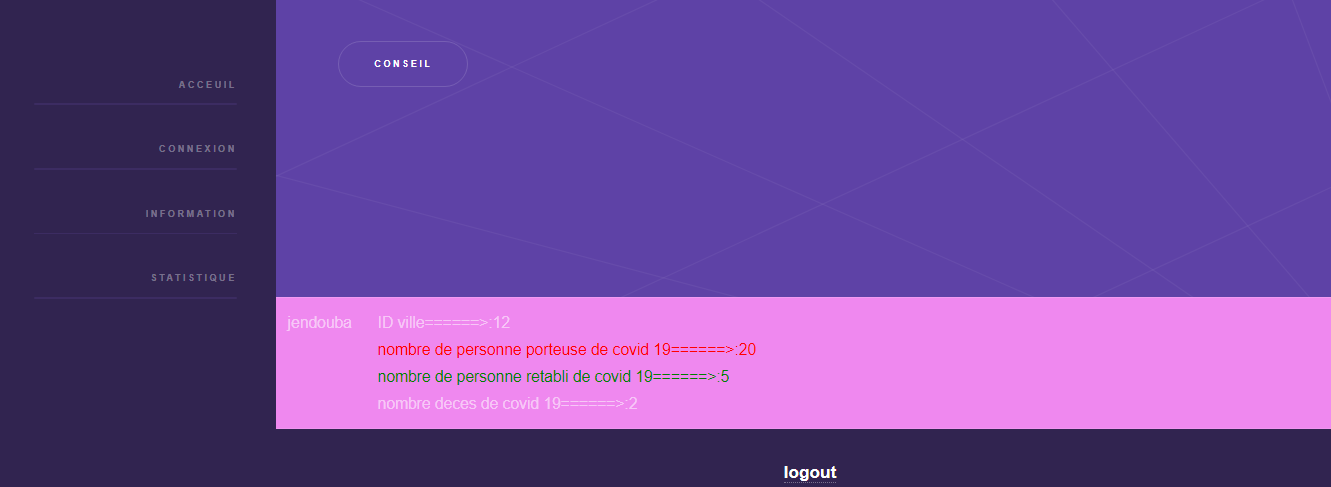 ACCEUIL
CONNEXION
INFORMATION
STATISTIQUE
CONSEIL
jendouba ID ville======>:12
nombre de personne porteuse de covid 19======>:20
nombre de personne retabli de covid 19======>:5
nombre deces de covid 19======>:2
logout